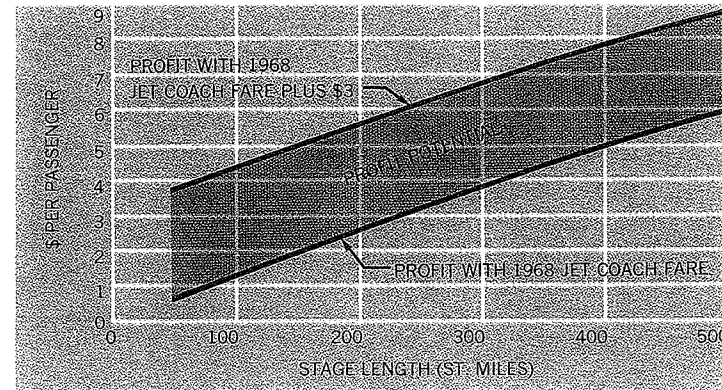 9
8
7
6
5
4
3
2
1
0
$ PER PASSENGER
PROFIT WITH 1968
JET COACH FARE PLUS $3
PROFIT POTENTIAL
PROFIT WITH 1968 JET COACH FARE
0 100 200 300 400 500
STAGE LENGTH (ST. MILES)